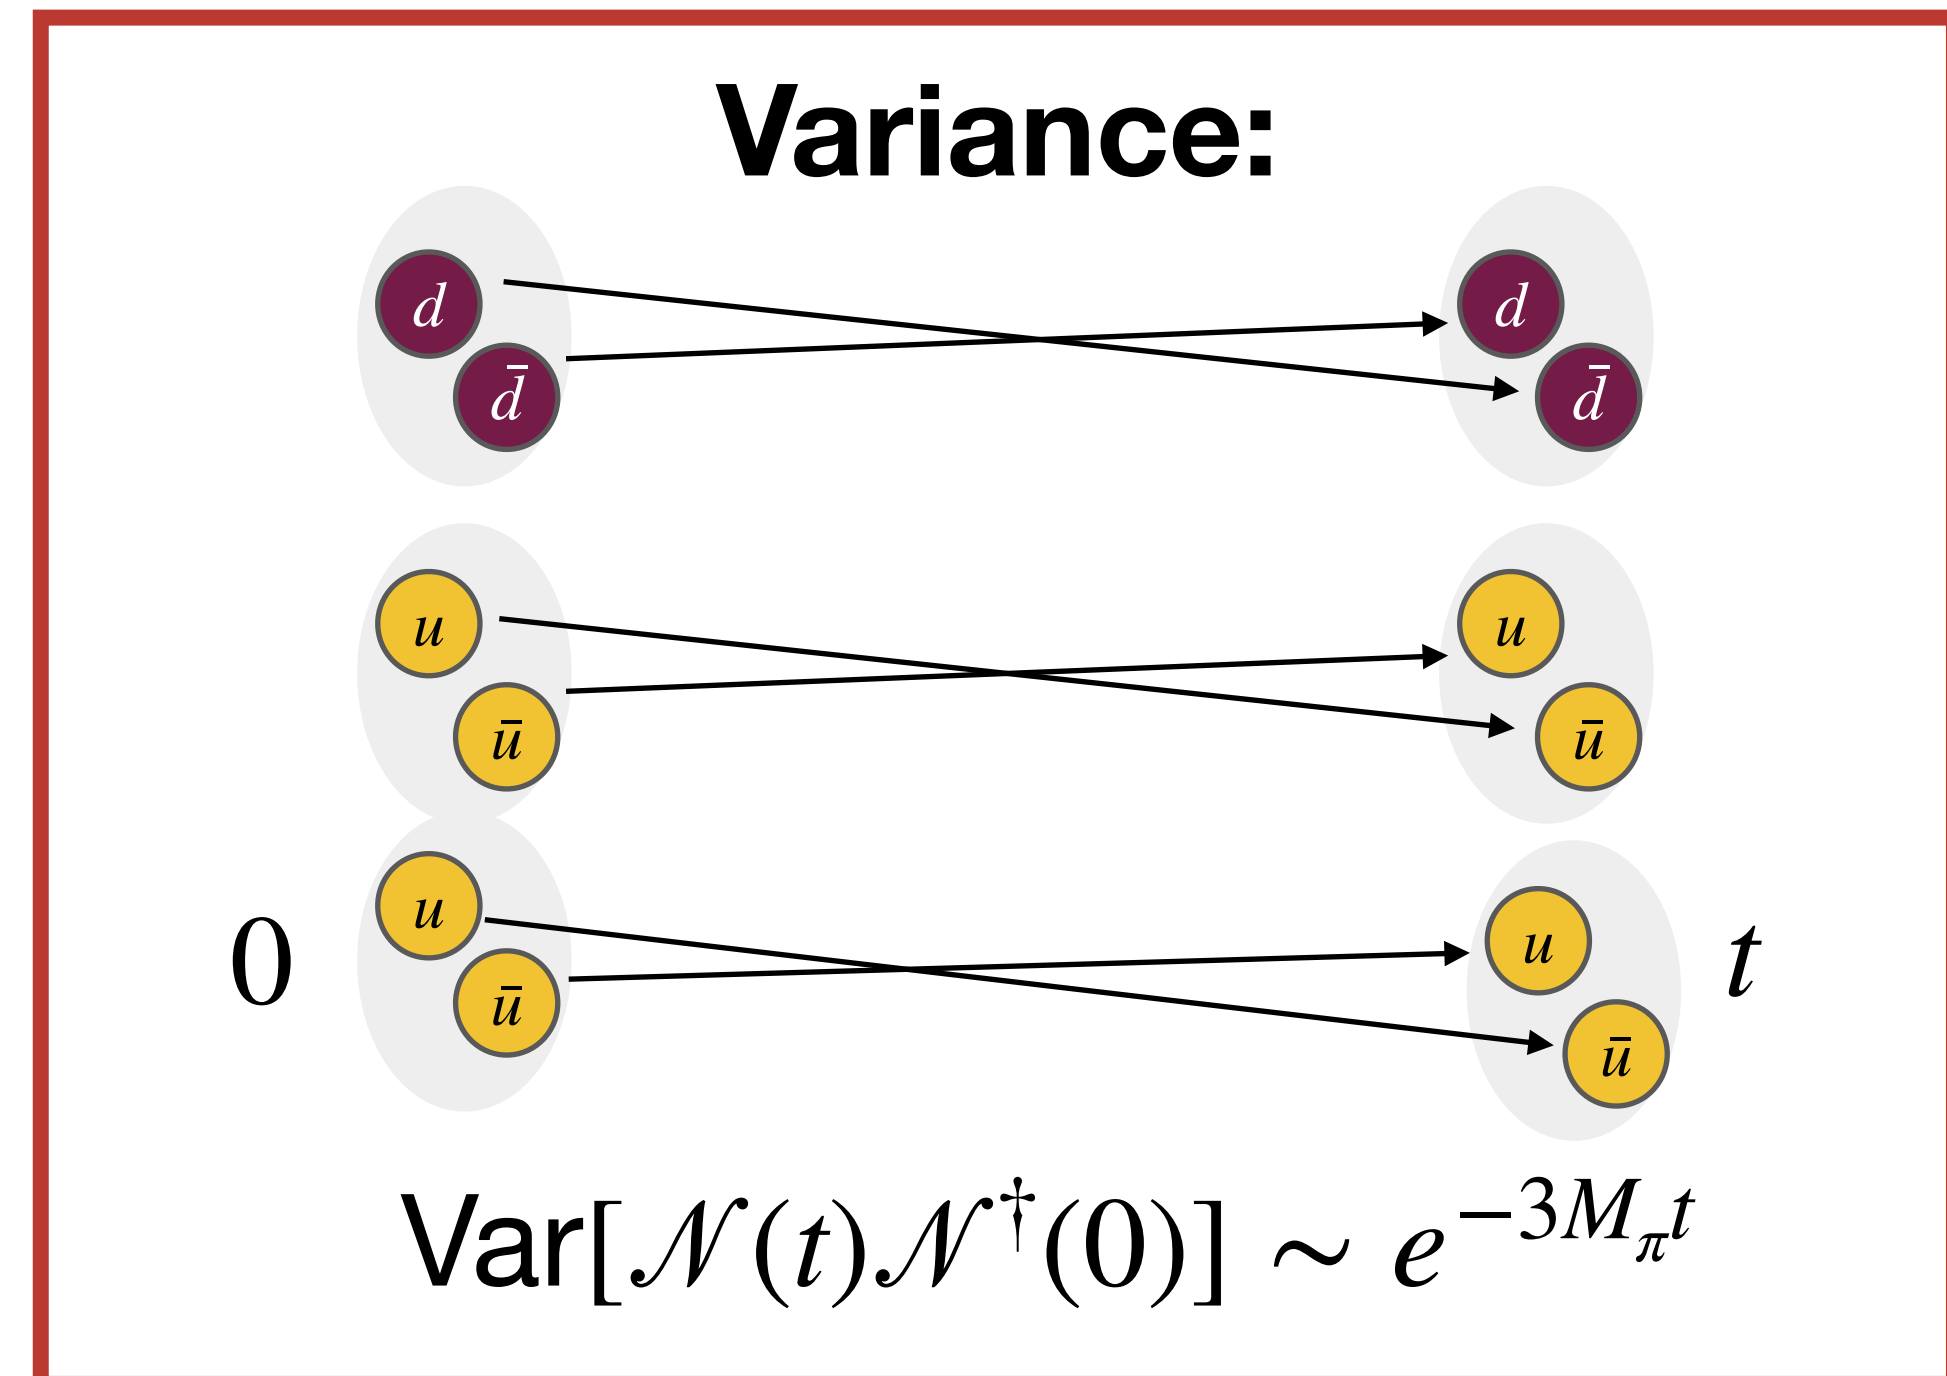 Variance:
d d
d̄ d̄
u u
ū ū
u u
0 t
ū ū
Var[𝒩(t)𝒩†(0)] ∼ e^{−3M_π t}